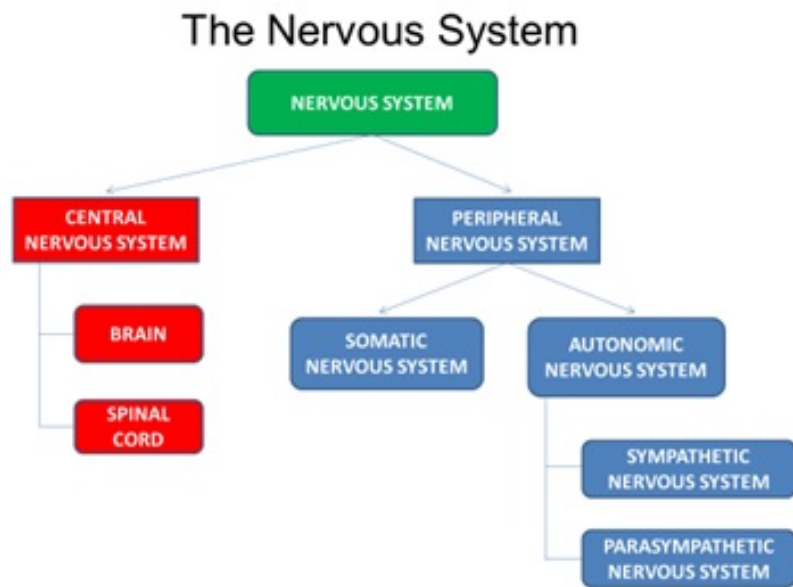 The Nervous System
NERVOUS SYSTEM
CENTRAL
NERVOUS SYSTEM
PERIPHERAL
NERVOUS SYSTEM
BRAIN
SOMATIC
NERVOUS SYSTEM
AUTONOMIC
NERVOUS SYSTEM
SPINAL
CORD
SYMPATHETIC
NERVOUS SYSTEM
PARASYMPATHETIC
NERVOUS SYSTEM